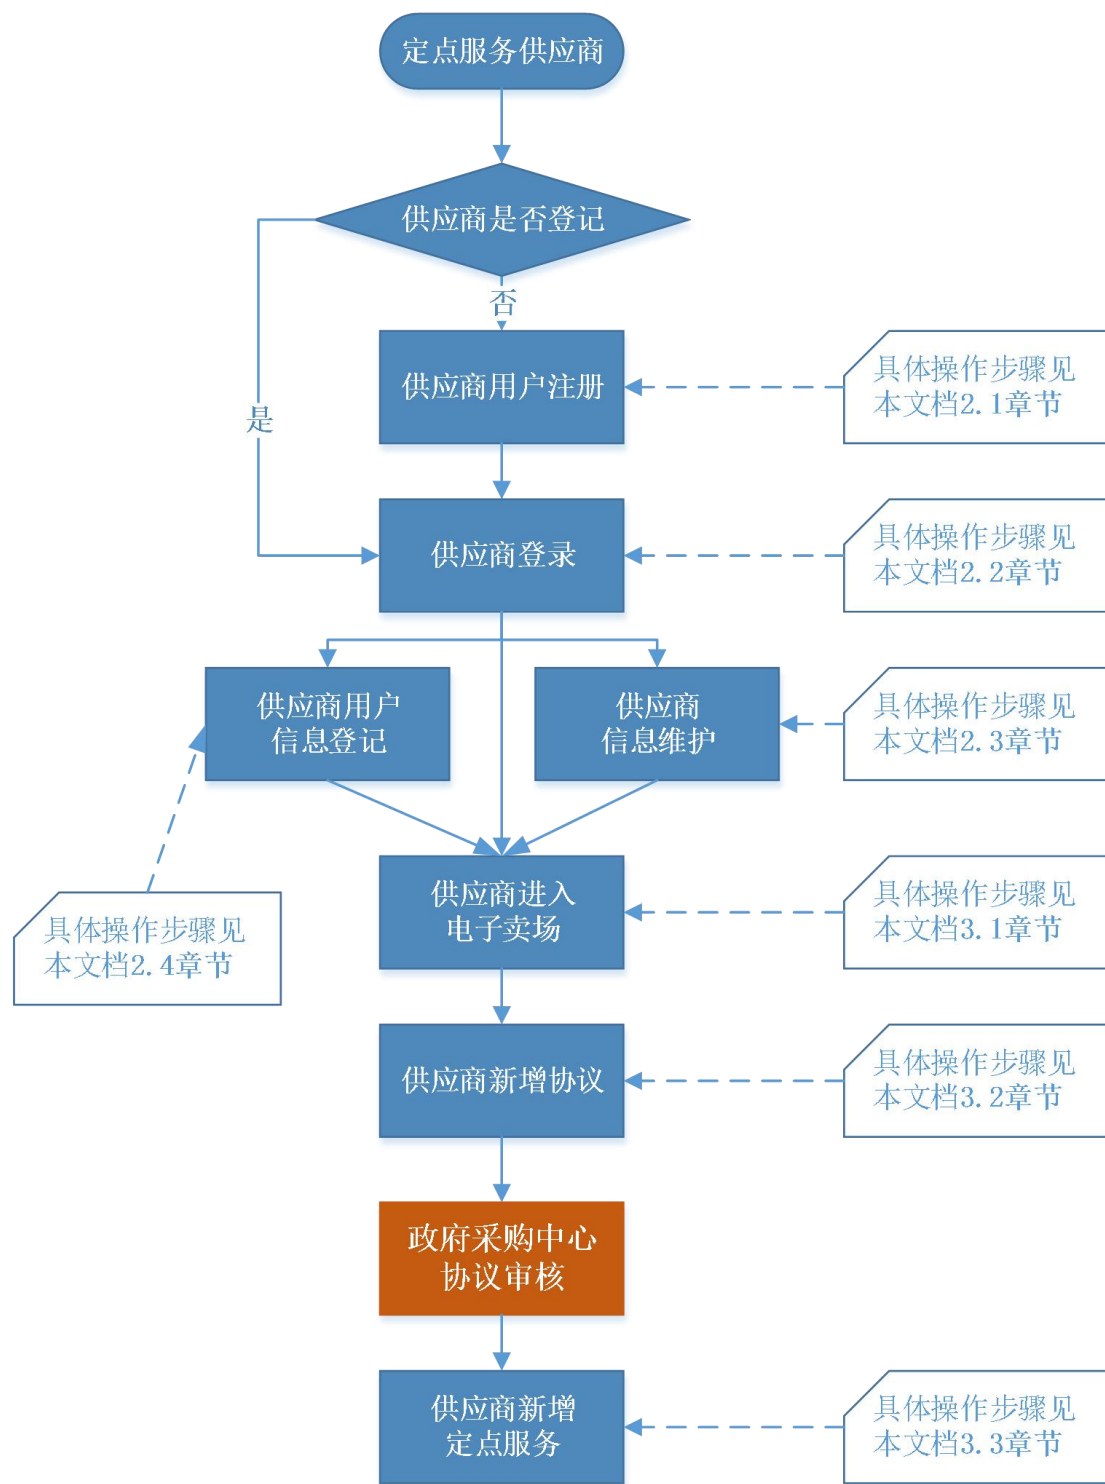 定点服务供应商
供应商是否登记
否
是
供应商用户注册
具体操作步骤见
本文档2.1章节
供应商登录
具体操作步骤见
本文档2.2章节
供应商用户
信息登记
供应商
信息维护
具体操作步骤见
本文档2.3章节
具体操作步骤见
本文档2.4章节
供应商进入
电子卖场
具体操作步骤见
本文档3.1章节
供应商新增协议
具体操作步骤见
本文档3.2章节
政府采购中心
协议审核
供应商新增
定点服务
具体操作步骤见
本文档3.3章节